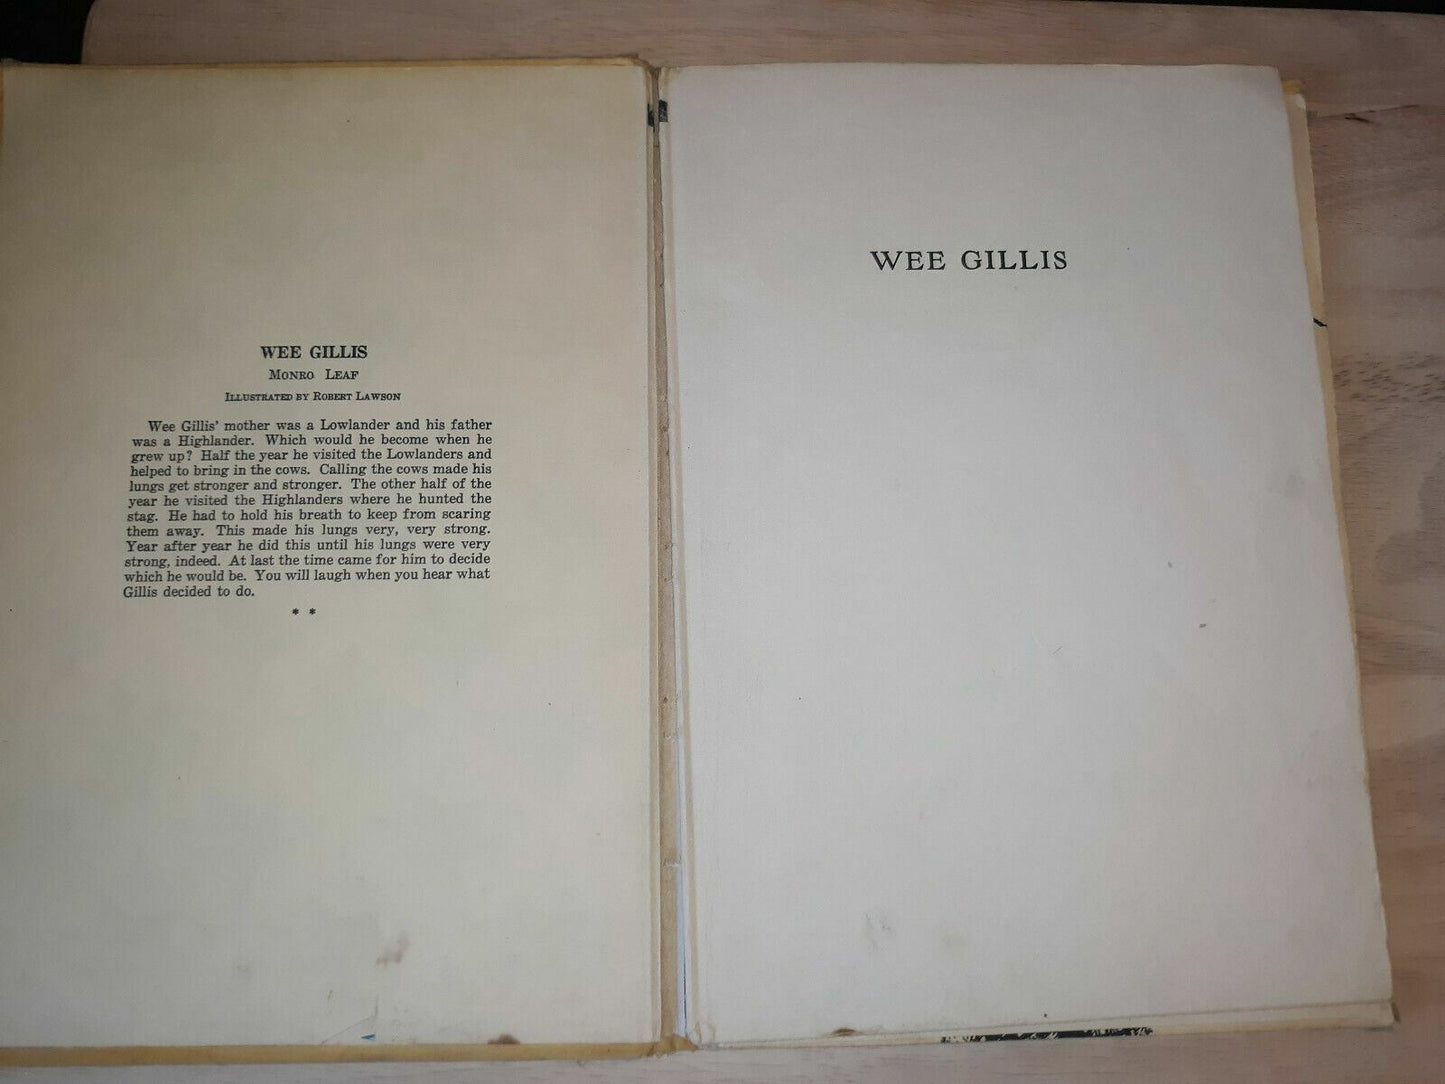 WEE GILLIS
MONRO LEAF
ILLUSTRATED BY ROBERT LAWSON
Wee Gillis' mother was a Lowlander and his father
was a Highlander. Which would he become when he
grew up? Half the year he visited the Lowlanders and
helped to bring in the cows. Calling the cows made his
lungs get stronger and stronger. The other half of the
year he visited the Highlanders where he hunted the
stag. He had to hold his breath to keep from scaring
them away. This made his lungs very, very strong.
Year after year he did this until his lungs were very
strong, indeed. At last the time came for him to decide
which he would be. You will laugh when you hear what
Gillis decided to do.
* *
WEE GILLIS